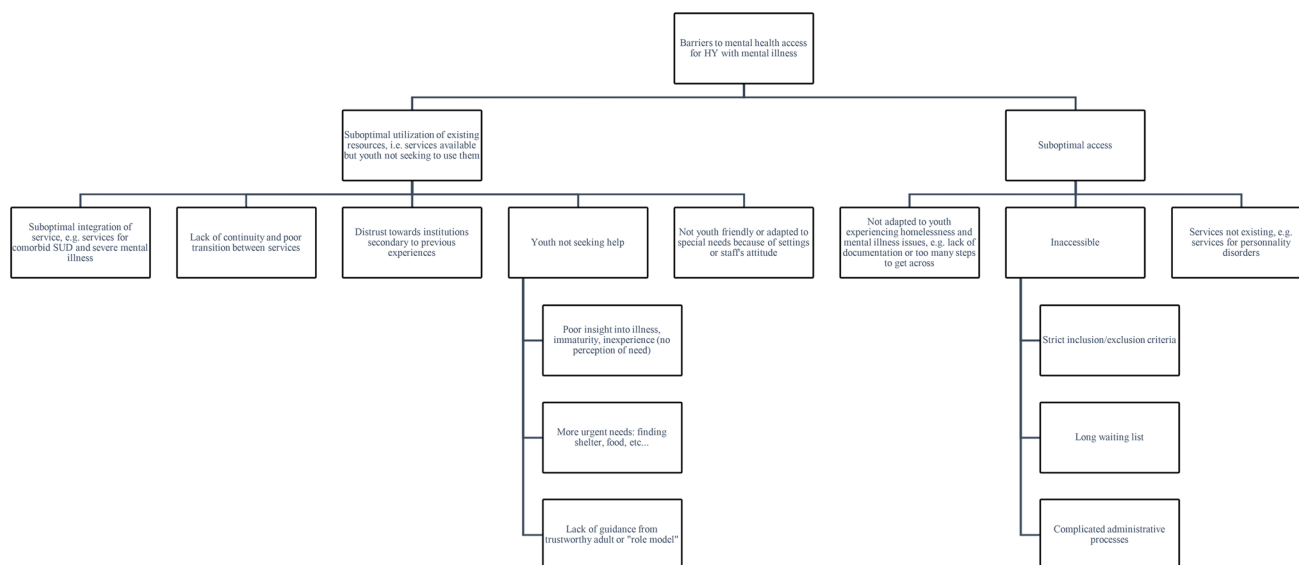 Barriers to mental health access
for HY with mental illness
Suboptimal utilization of existing
resources, i.e. services available
but youth not seeking to use them
Suboptimal access
Suboptimal integration of
service, e.g. services for
comorbid SUD and severe mental
illness
Lack of continuity and poor
transition between services
Distrust towards institutions
secondary to previous
experiences
Youth not seeking help
Not youth friendly or adapted to
special needs because of settings
or staff's attitude
Not adapted to youth
experiencing homelessness and
mental illness issues, e.g. lack of
documentation or too many steps
to get across
Inaccessible
Services not existing, e.g.
services for personnality
disorders
Poor insight into illness,
immaturity, inexperience (no
perception of need)
More urgent needs: finding
shelter, food, etc...
Lack of guidance from
trustworthy adult or "role model"
Strict inclusion/exclusion criteria
Long waiting list
Complicated administrative
processes